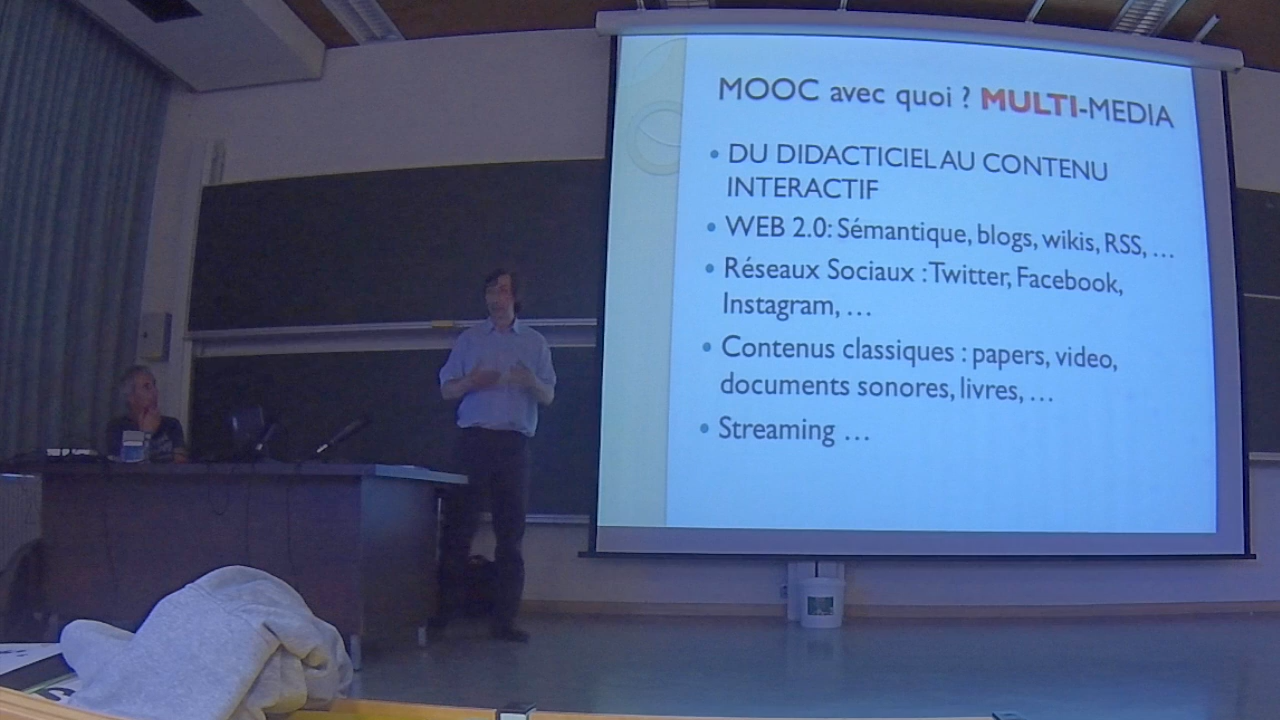 MOOC avec quoi ? MULTI-MEDIA
• DU DIDACTICIEL AU CONTENU
INTERACTIF
• WEB 2.0: Sémantique, blogs, wikis, RSS, …
• Réseaux Sociaux : Twitter, Facebook,
Instagram, …
• Contenus classiques : papers, video,
documents sonores, livres, …
• Streaming …